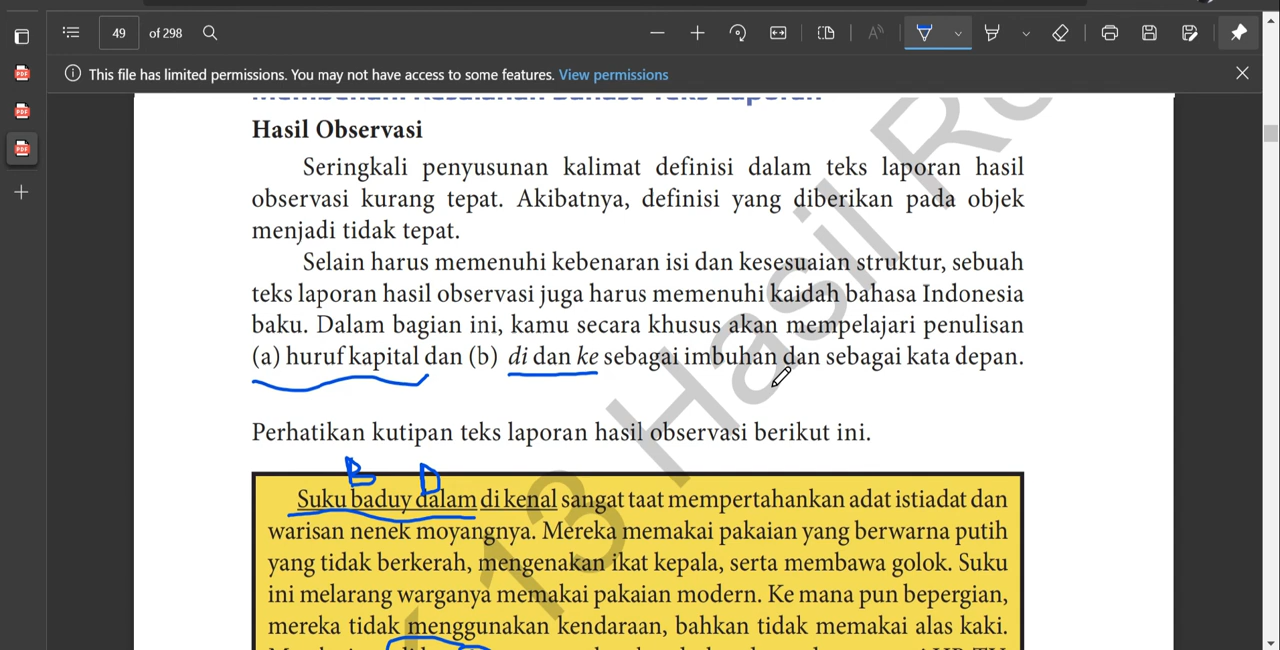 49 of 298
This file has limited permissions. You may not have access to some features. View permissions
Hasil Observasi
Seringkali penyusunan kalimat definisi dalam teks laporan hasil
observasi kurang tepat. Akibatnya, definisi yang diberikan pada objek
menjadi tidak tepat.
Selain harus memenuhi kebenaran isi dan kesesuaian struktur, sebuah
teks laporan hasil observasi juga harus memenuhi kaidah bahasa Indonesia
baku. Dalam bagian ini, kamu secara khusus akan mempelajari penulisan
(a) huruf kapital dan (b) di dan ke sebagai imbuhan dan sebagai kata depan.
Perhatikan kutipan teks laporan hasil observasi berikut ini.
B D
Suku baduy dalam di kenal sangat taat mempertahankan adat istiadat dan
warisan nenek moyangnya. Mereka memakai pakaian yang berwarna putih
yang tidak berkerah, mengenakan ikat kepala, serta membawa golok. Suku
ini melarang warganya memakai pakaian modern. Ke mana pun bepergian,
mereka tidak menggunakan kendaraan, bahkan tidak memakai alas kaki.